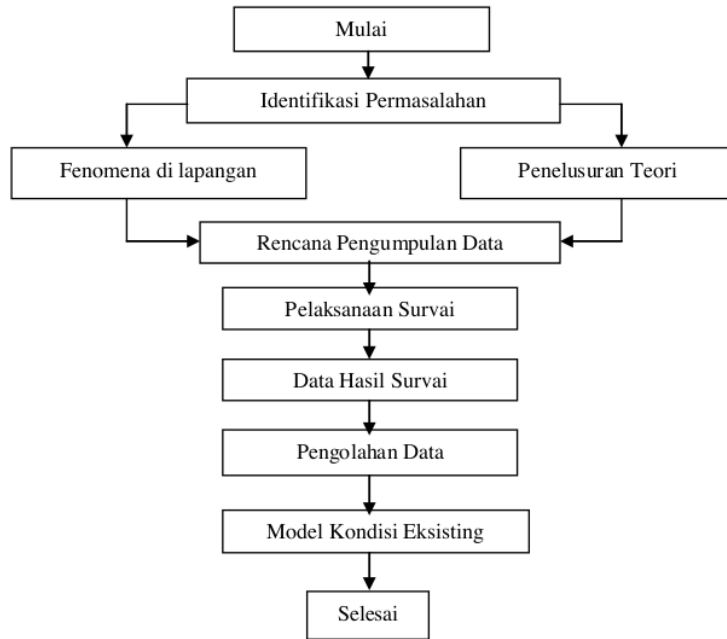 Mulai
Identifikasi Permasalahan
Fenomena di lapangan
Penelusuran Teori
Rencana Pengumpulan Data
Pelaksanaan Survai
Data Hasil Survai
Pengolahan Data
Model Kondisi Eksisting
Selesai